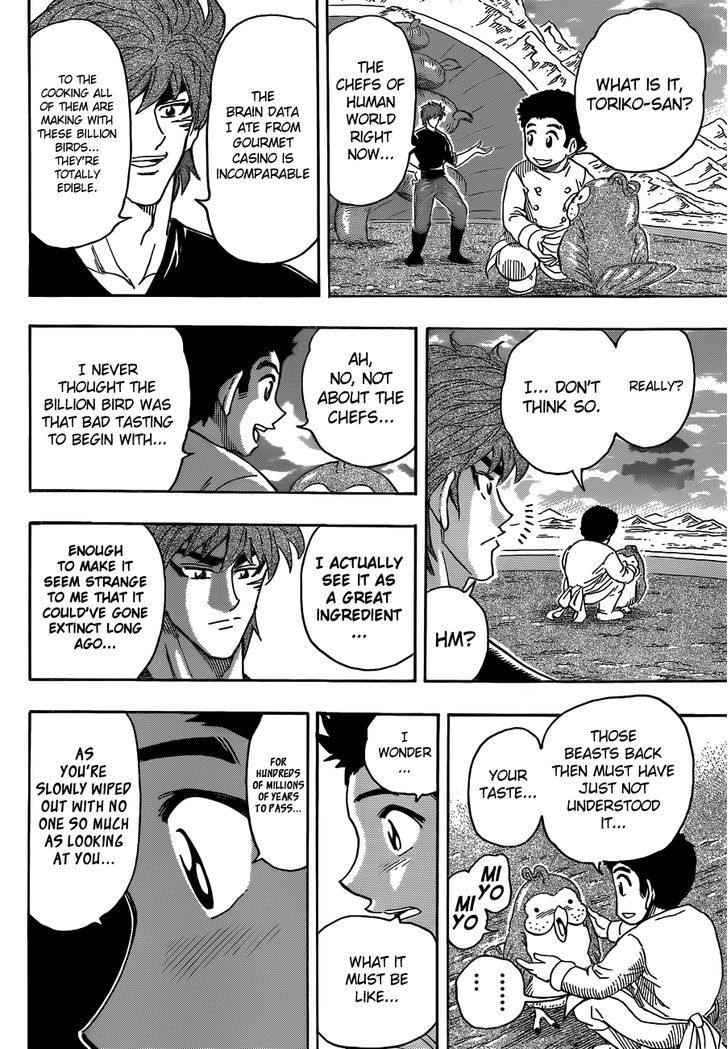 WHAT IS IT,
TORIKO-SAN?
THE
CHEFS OF
HUMAN
WORLD
RIGHT
NOW...
THE
BRAIN DATA
I ATE FROM
GOURMET
CASINO IS
INCOMPARABLE
TO THE
COOKING ALL
OF THEM ARE
MAKING WITH
THESE BILLION
BIRDS...
THEY'RE
TOTALLY
EDIBLE.
REALLY?
I... DON'T
THINK SO.
HM?
AH,
NO, NOT
ABOUT THE
CHEFS...
I NEVER
THOUGHT THE
BILLION BIRD WAS
THAT BAD TASTING
TO BEGIN WITH...
I ACTUALLY
SEE IT AS
A GREAT
INGREDIENT
...
ENOUGH
TO MAKE IT
SEEM STRANGE
TO ME THAT IT
COULD'VE GONE
EXTINCT LONG
AGO...
THOSE
BEASTS BACK
THEN MUST HAVE
JUST NOT
UNDERSTOOD
IT...
YOUR
TASTE...
MI
YO
MI
YO
......
I
WONDER
...
WHAT IT
MUST BE
LIKE...
FOR
HUNDREDS
OF MILLIONS
OF YEARS
TO PASS...
AS
YOU'RE
SLOWLY WIPED
OUT WITH NO
ONE SO MUCH
AS LOOKING
AT YOU...